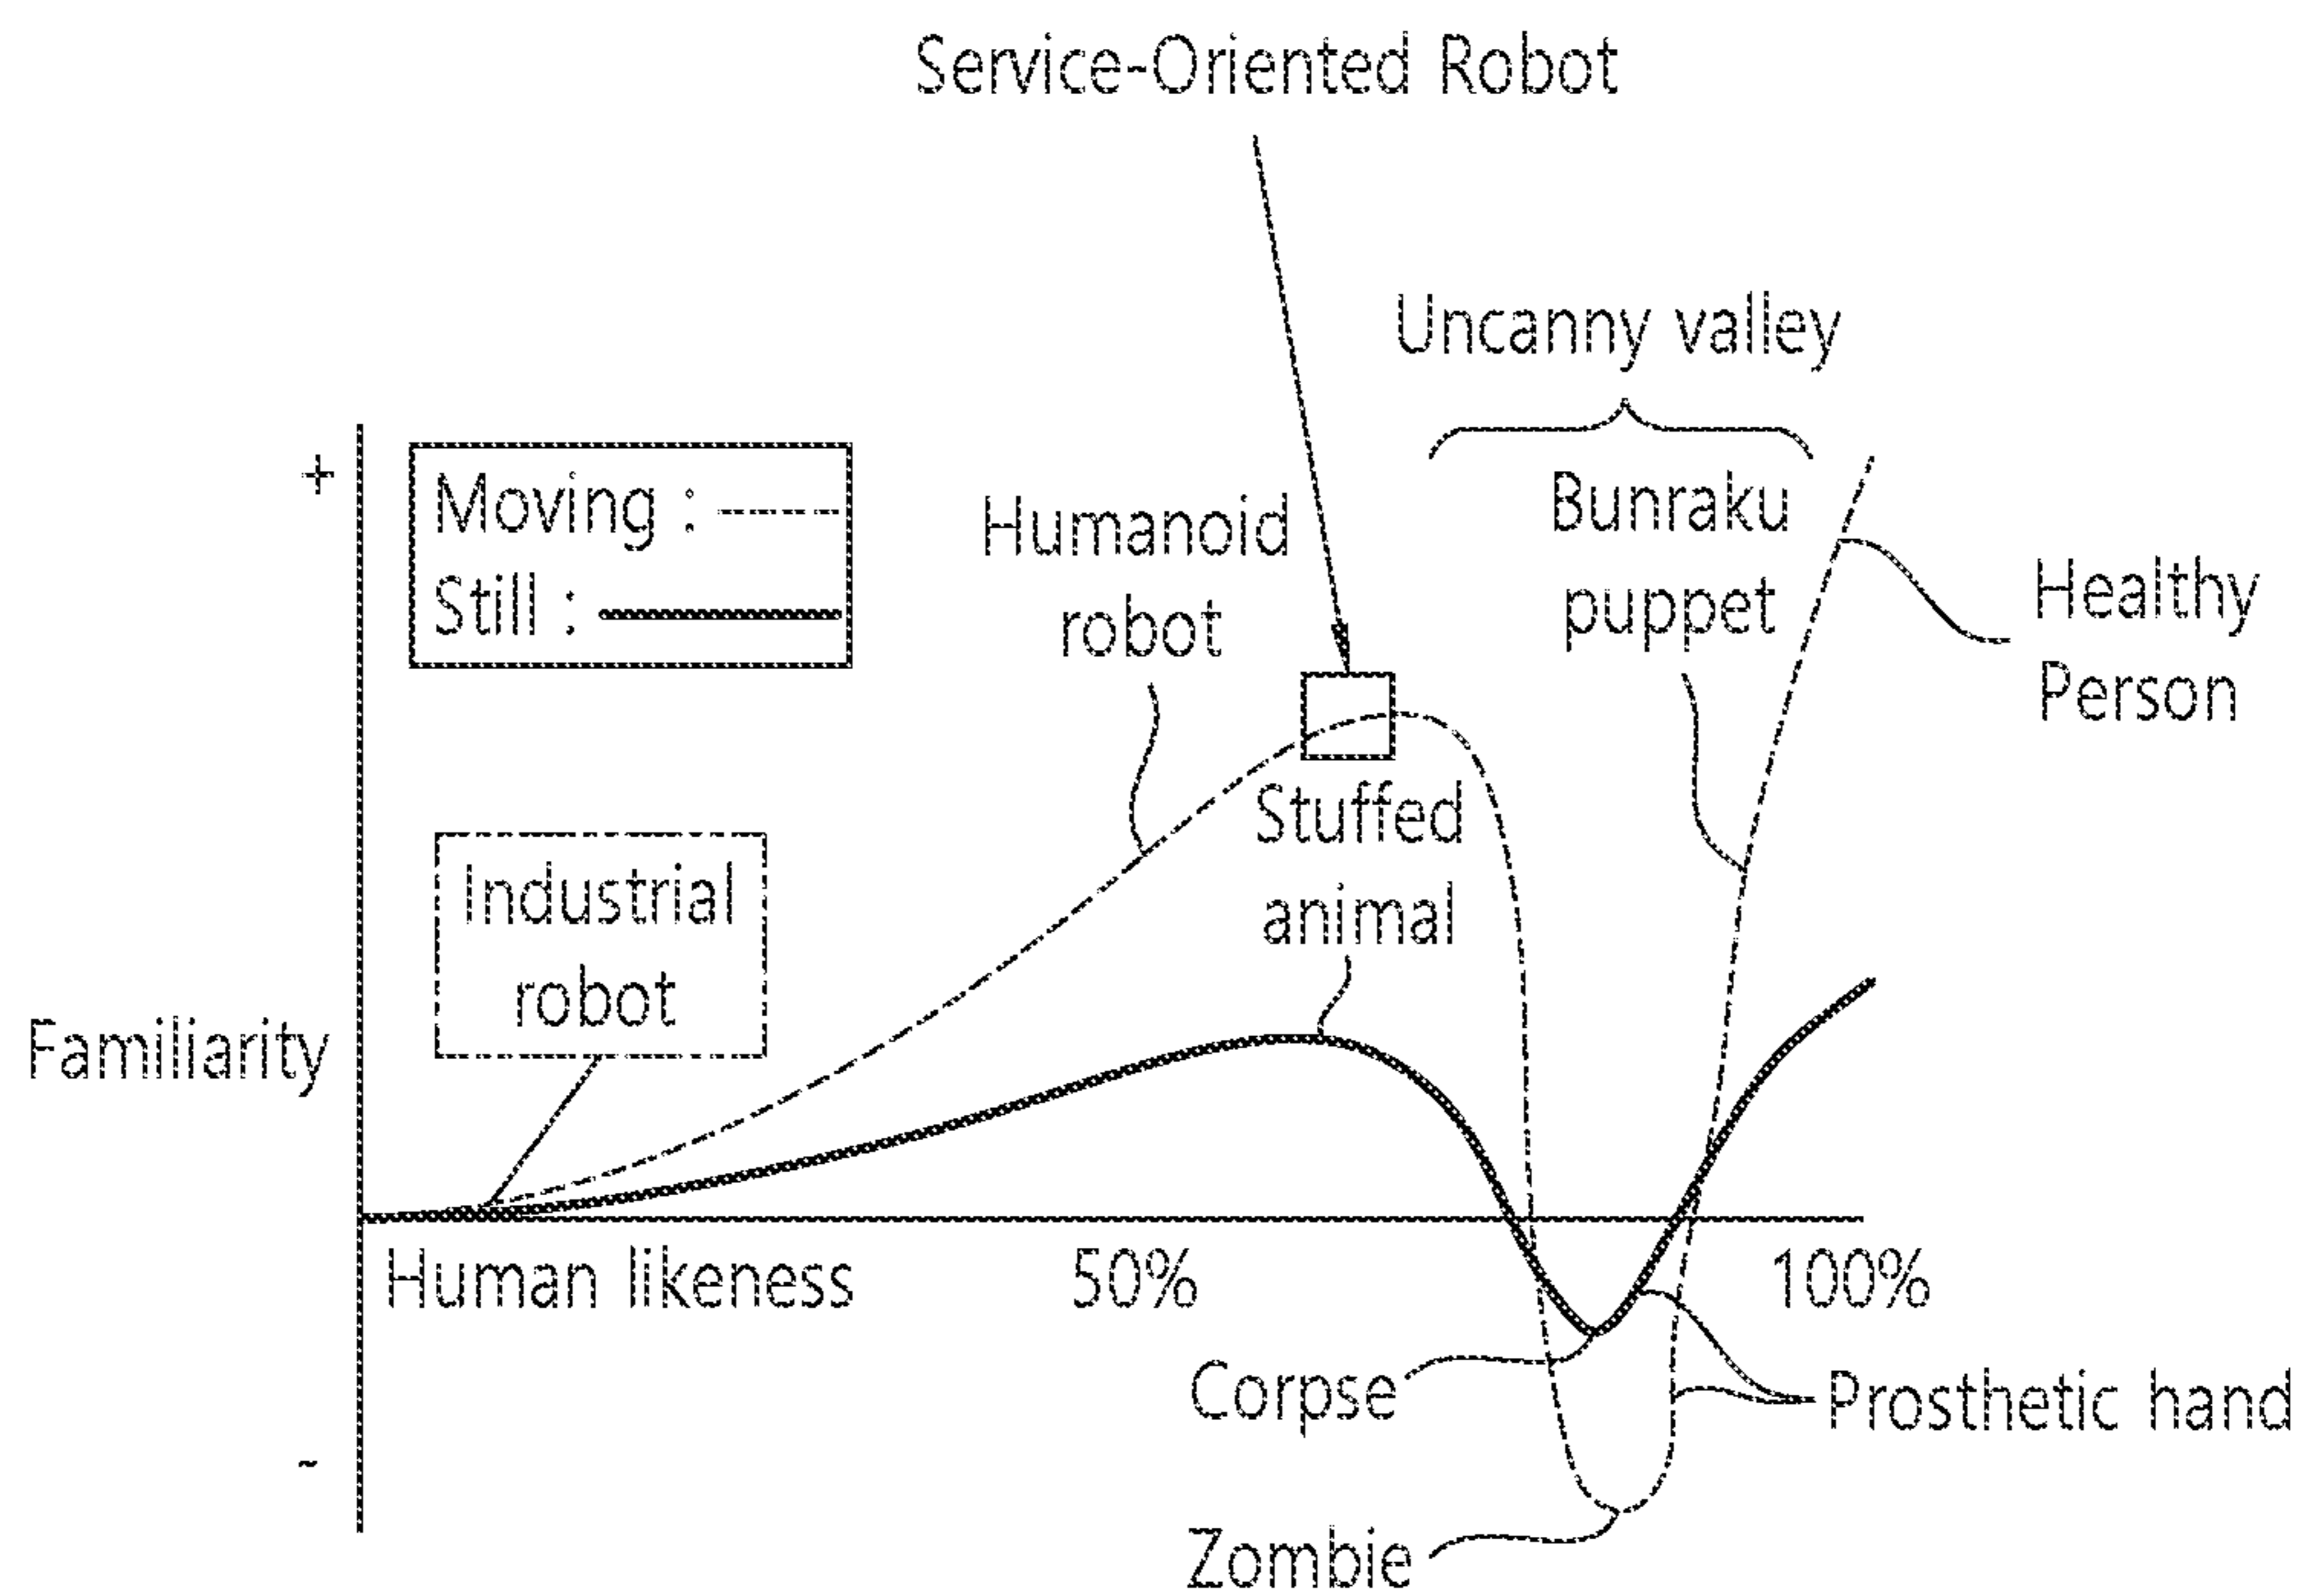 Service-Oriented Robot
Uncanny valley
+
Moving :
Still :
Humanoid
robot
Bunraku
puppet
Healthy
Person
Stuffed
animal
Industrial
robot
Familiarity
Human likeness
50%
100%
Corpse
Prosthetic hand
-
Zombie